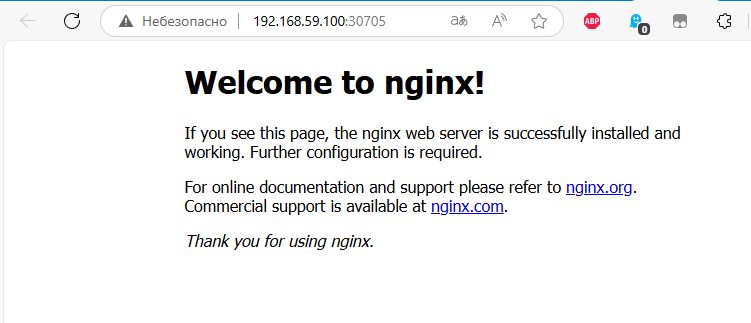 Небезопасно 192.168.59.100:30705 аあ A ABP 0
Welcome to nginx!
If you see this page, the nginx web server is successfully installed and
working. Further configuration is required.
For online documentation and support please refer to nginx.org.
Commercial support is available at nginx.com.
Thank you for using nginx.